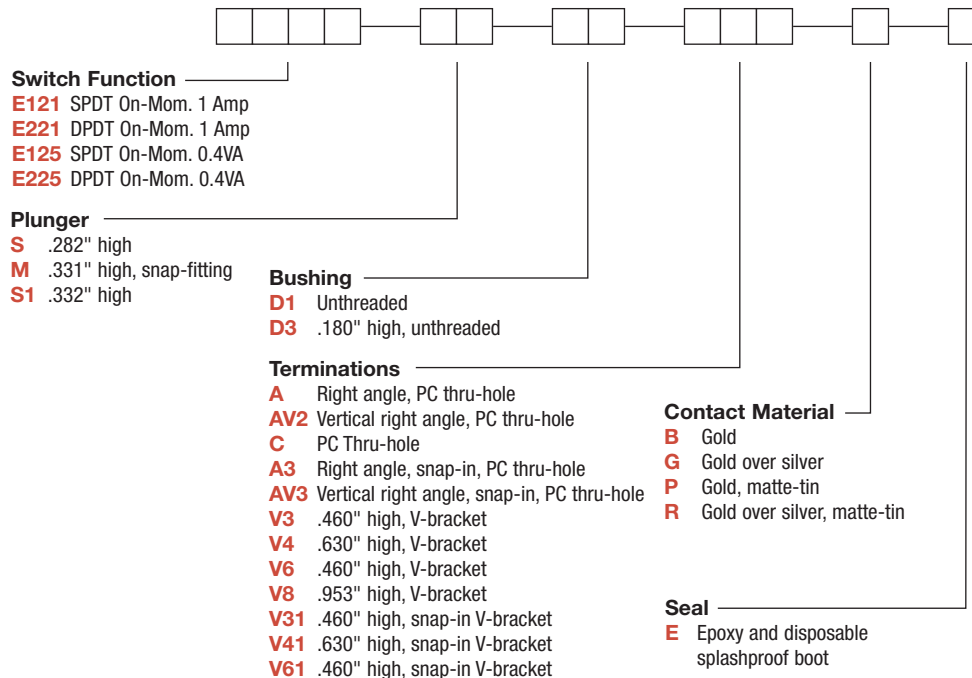 Switch Function
E121 SPDT On-Mom. 1 Amp
E221 DPDT On-Mom. 1 Amp
E125 SPDT On-Mom. 0.4VA
E225 DPDT On-Mom. 0.4VA
Plunger
S .282" high
M .331" high, snap-fitting
S1 .332" high
Bushing
D1 Unthreaded
D3 .180" high, unthreaded
Terminations
A Right angle, PC thru-hole
AV2 Vertical right angle, PC thru-hole
C PC Thru-hole
A3 Right angle, snap-in, PC thru-hole
AV3 Vertical right angle, snap-in, PC thru-hole
V3 .460" high, V-bracket
V4 .630" high, V-bracket
V6 .460" high, V-bracket
V8 .953" high, V-bracket
V31 .460" high, snap-in V-bracket
V41 .630" high, snap-in V-bracket
V61 .460" high, snap-in V-bracket
Contact Material
B Gold
G Gold over silver
P Gold, matte-tin
R Gold over silver, matte-tin
Seal
E Epoxy and disposable
splashproof boot